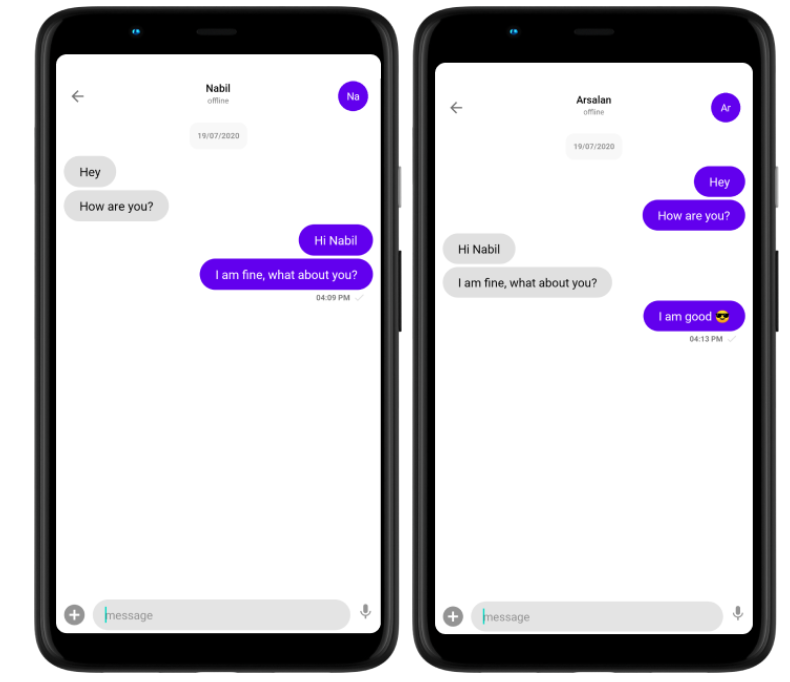 Nabil
offline
Na
19/07/2020
Hey
How are you?
Hi Nabil
I am fine, what about you?
04:09 PM
message
Arsalan
offline
Ar
19/07/2020
Hey
How are you?
Hi Nabil
I am fine, what about you?
I am good 😎
04:13 PM
message